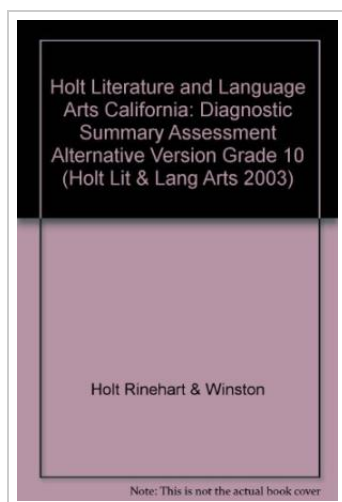 Holt Literature and Language
Arts California: Diagnostic
Summary Assessment
Alternative Version Grade 10
(Holt Lit & Lang Arts 2003)
Holt Rinehart & Winston
Note: This is not the actual book cover